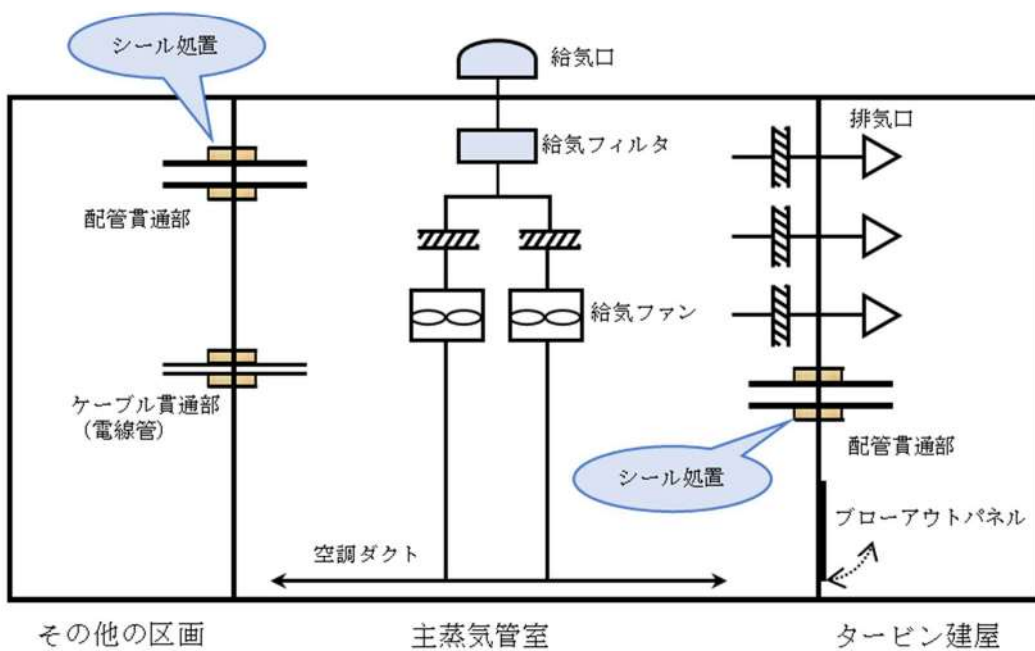 シール処置
給気口
給気フィルタ
排気口
配管貫通部
給気ファン
ケーブル貫通部
（電線管）
配管貫通部
シール処置
ブローアウトパネル
空調ダクト
その他の区画
主蒸気管室
タービン建屋